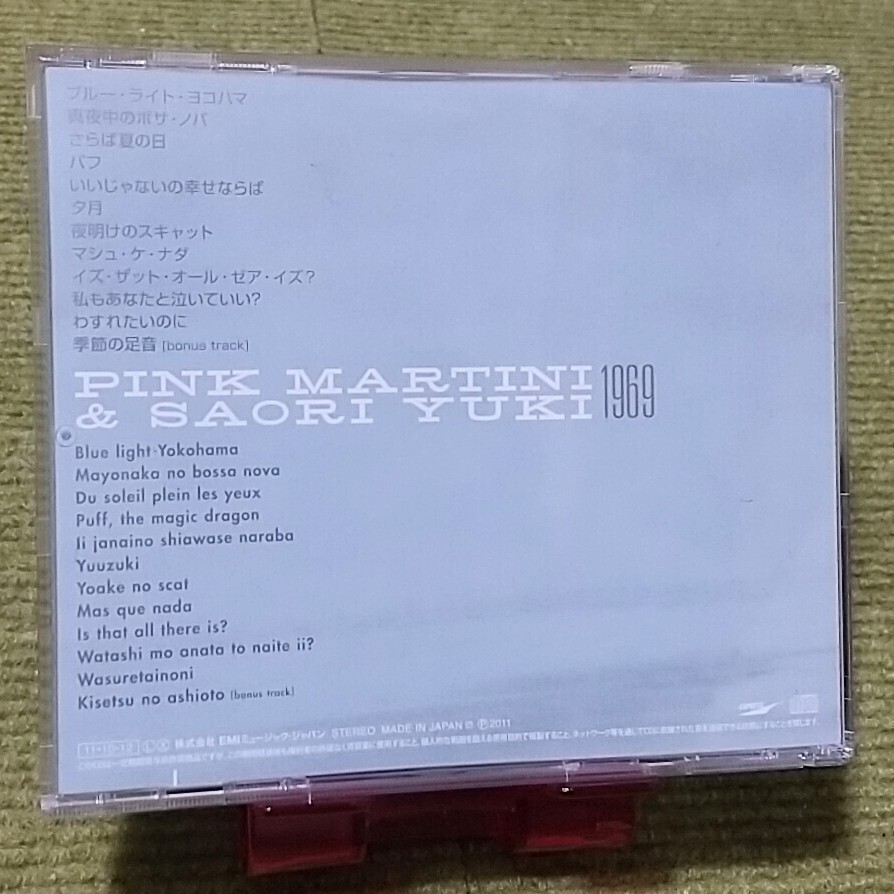 ブルー・ライト・ヨコハマ
真夜中のボサ・ノバ
さらば夏の日
パフ
いいじゃないの幸せならば
夕月
夜明けのスキャット
マシュ・ケ・ナダ
イズ・ザット・オール・ゼア・イズ?
私もあなたと泣いていい?
わすれたいのに
季節の足音 [bonus track]
PINK MARTINI
& SAORI YUKI 1969
Blue light Yokohama
Mayonaka no bossa nova
Du soleil plein les yeux
Puff, the magic dragon
Ii janaino shiawase naraba
Yuuzuki
Yoake no scat
Mas que nada
Is that all there is?
Watashi mo anata to naite ii?
Wasuretainoni
Kisetsu no ashioto [bonus track]
11・10・12 L X 株式会社 EMIミュージック・ジャパン STEREO MADE IN JAPAN ℗2011